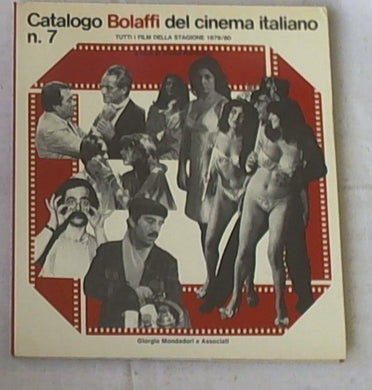 Catalogo Bolaffi del cinema italiano
n. 7
TUTTI I FILM DELLA STAGIONE 1979/80
Giorgio Mondadori e Associati